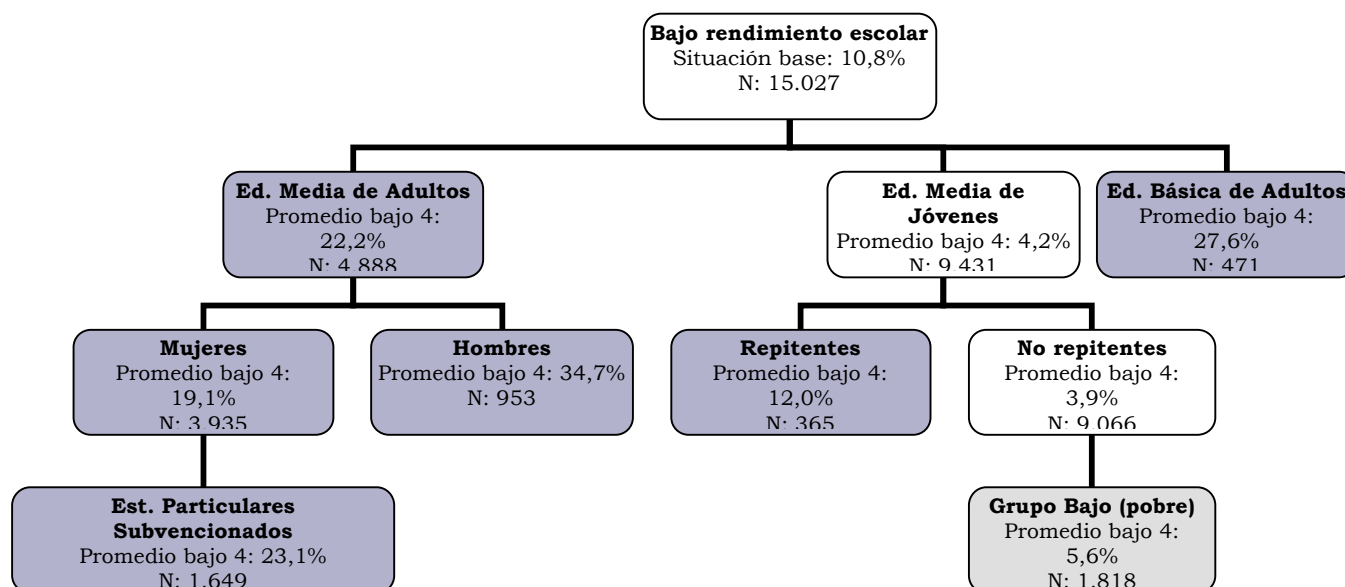 Bajo rendimiento escolar
Situación base: 10,8%
N: 15.027
Ed. Media de Adultos
Promedio bajo 4:
22,2%
N: 4.888
Ed. Media de
Jóvenes
Promedio bajo 4: 4,2%
N: 9.431
Ed. Básica de Adultos
Promedio bajo 4:
27,6%
N: 471
Mujeres
Promedio bajo 4:
19,1%
N: 3.935
Hombres
Promedio bajo 4: 34,7%
N: 953
Repitentes
Promedio bajo 4:
12,0%
N: 365
No repitentes
Promedio bajo 4:
3,9%
N: 9.066
Est. Particulares
Subvencionados
Promedio bajo 4: 23,1%
N: 1.649
Grupo Bajo (pobre)
Promedio bajo 4:
5,6%
N: 1.818